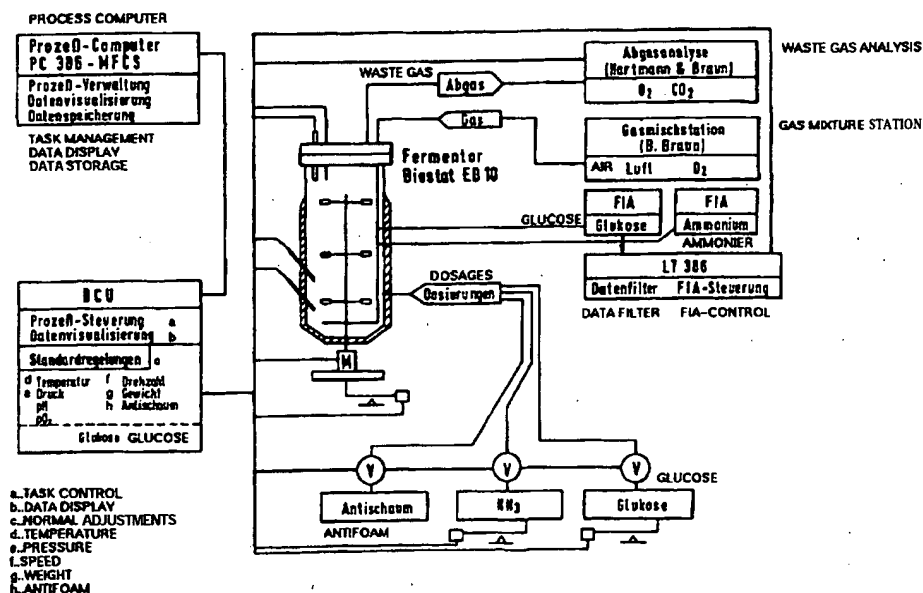 PROCESS COMPUTER
Prozeß-Computer
PC 386-MFCS
Prozeß-Verwaltung
Datenvisualisierung
Datenspeicherung
TASK MANAGEMENT
DATA DISPLAY
DATA STORAGE
WASTE GAS
Abgas
Gas
Abgasanalyse
(Hartmann & Braun)
O2 CO2
WASTE GAS ANALYSIS
Gasmischstation
(B. Braun)
AIR Luft O2
GAS MIXTURE STATION
Fermentor
Biostat ED 10
GLUCOSE
FIA
Glukose
FIA
Ammonium
AMMONIER
LT 386
Datenfilter FIA-Steuerung
DATA FILTER FIA-CONTROL
DOSAGES
Dosierungen
M
DCU
Prozeß-Steuerung a
Datenvisualisierung b
Standardregelungen c
d Temperatur f Drehzahl
e Druck g Gewicht
pH h Antischaum
pO2
Glukose GLUCOSE
V
V
V
GLUCOSE
Antischaum
NH3
Glukose
ANTIFOAM
a..TASK CONTROL
b..DATA DISPLAY
c..NORMAL ADJUSTMENTS
d..TEMPERATURE
e..PRESSURE
f..SPEED
g..WEIGHT
h..ANTIFOAM